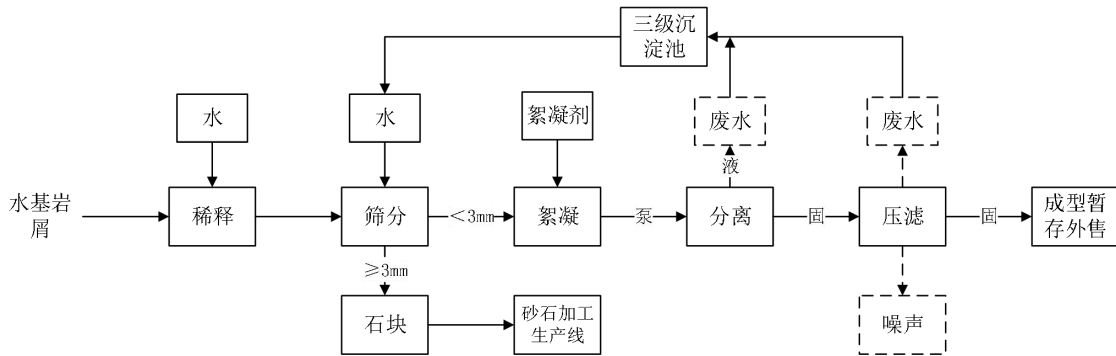 三级沉
淀池
水
水
絮凝剂
废水
废水
液
水基岩
屑
稀释
筛分
<3mm
絮凝
泵
分离
固
压滤
固
成型暂
存外售
≥3mm
石块
砂石加工
生产线
噪声